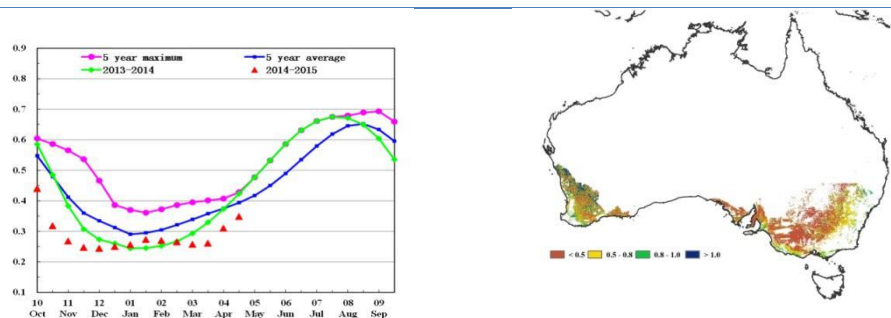 0.9
5 year maximum
5 year average
0.8
2013-2014
2014-2015
0.7
0.6
0.5
0.4
0.3
0.2
0.1
10 11 12 01 02 03 04 05 06 07 08 09
Oct Nov Dec Jan Feb Mar Apr May Jun Jul Aug Sep
< 0.5 0.5 - 0.8 0.8 - 1.0 > 1.0